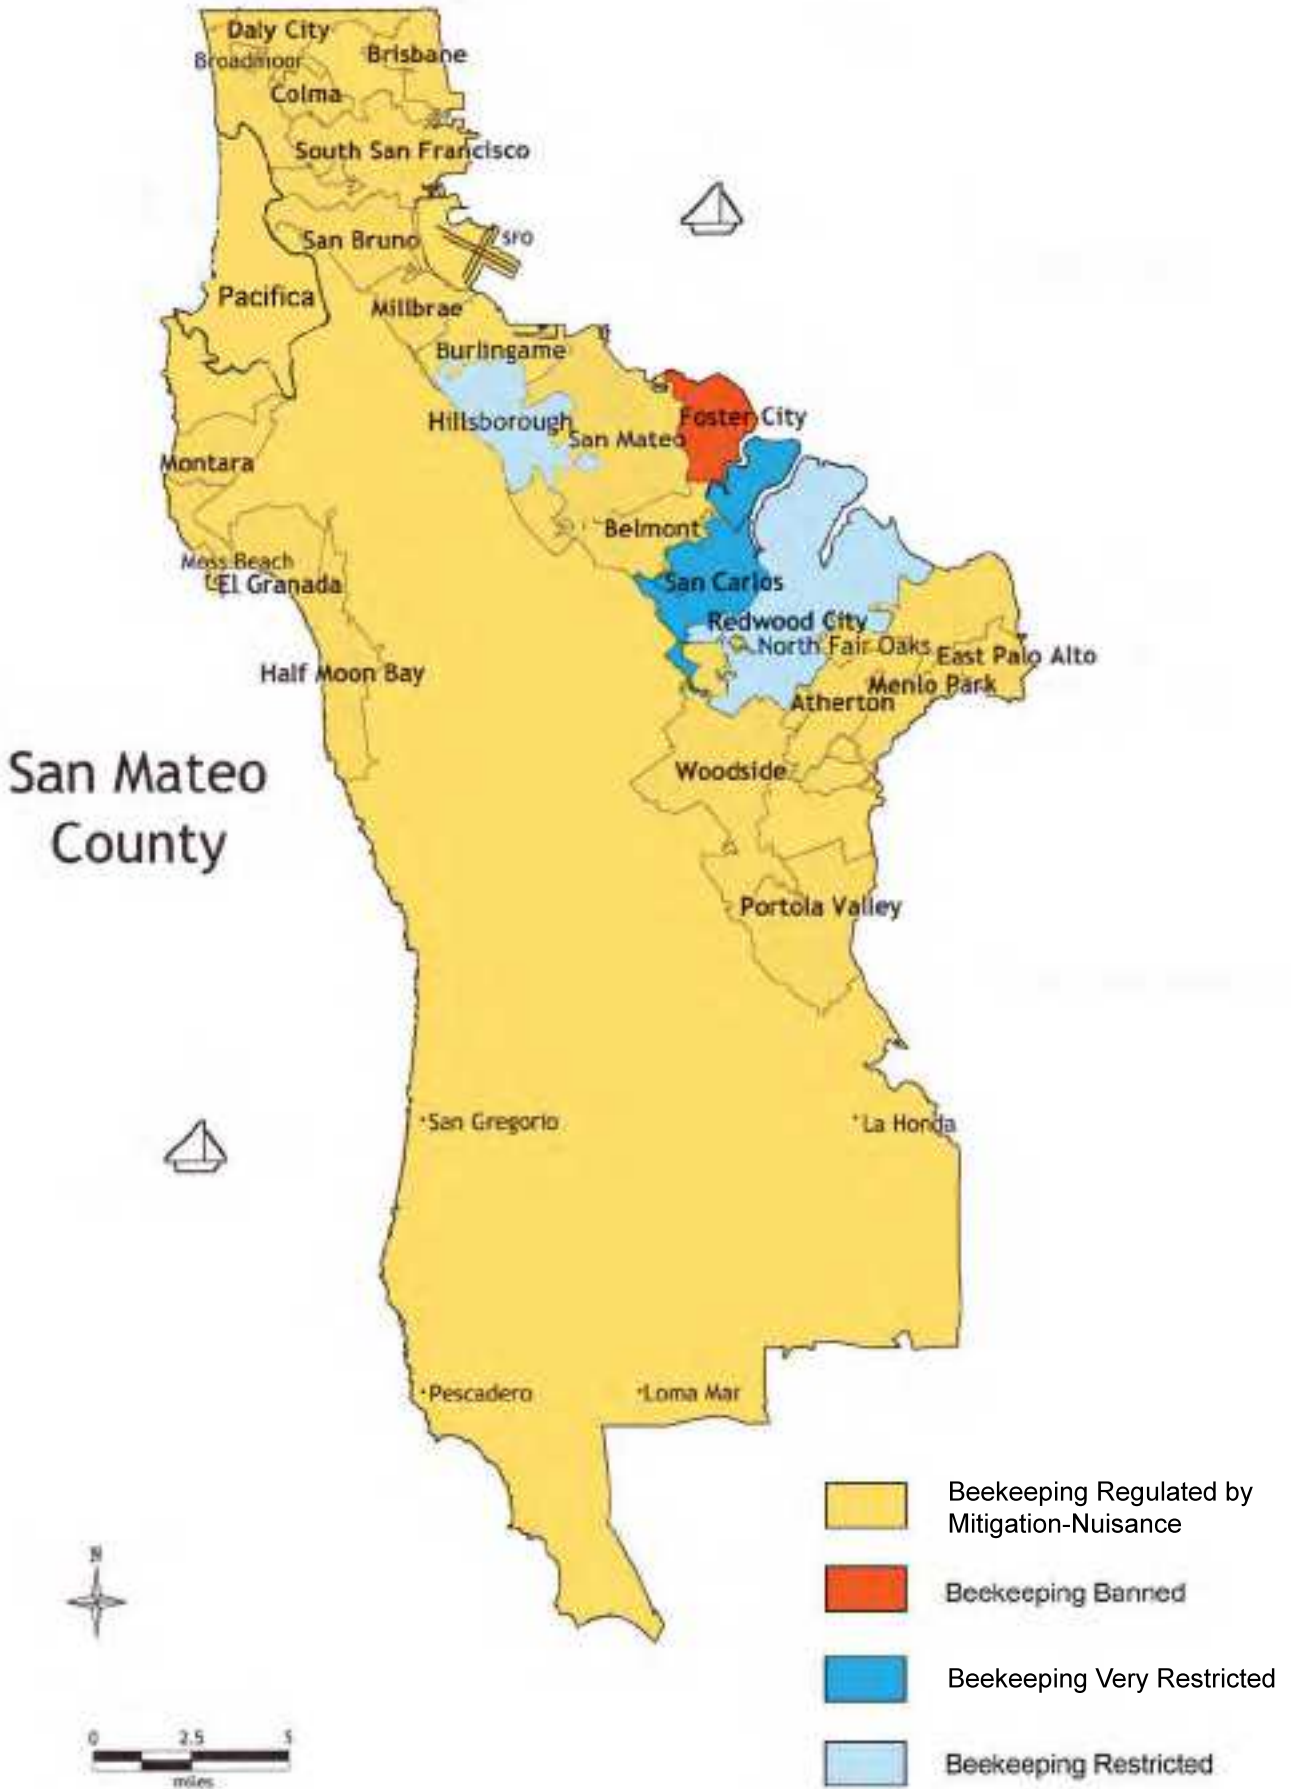 Daly City
Broadmoor
Brisbane
Colma
South San Francisco
San Bruno
SFO
Pacifica
Millbrae
Burlingame
Hillsborough
Foster City
San Mateo
Montara
Belmont
Moss Beach
El Granada
San Carlos
Redwood City
North Fair Oaks
East Palo Alto
Half Moon Bay
Menlo Park
Atherton
San Mateo
County
Woodside
Portola Valley
San Gregorio
La Honda
Pescadero
Loma Mar
Beekeeping Regulated by
Mitigation-Nuisance
N
Beekeeping Banned
Beekeeping Very Restricted
0 2.5 5
miles
Beekeeping Restricted